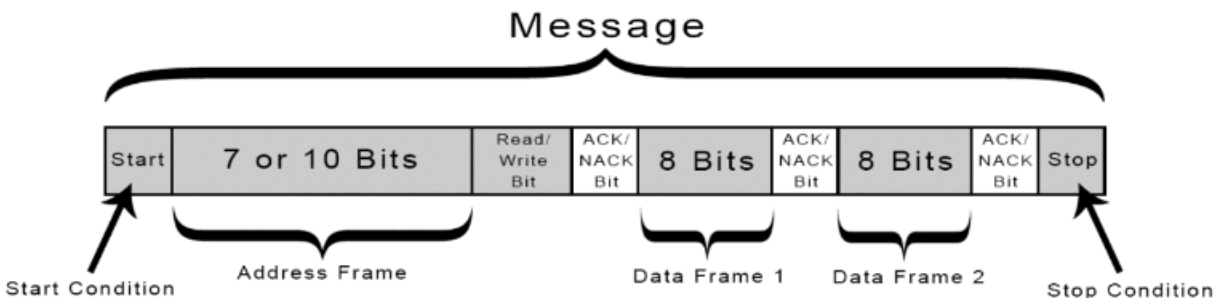 Message
Start
7 or 10 Bits
Read/
Write
Bit
ACK/
NACK
Bit
8 Bits
ACK/
NACK
Bit
8 Bits
ACK/
NACK
Bit
Stop
Start Condition
Address Frame
Data Frame 1
Data Frame 2
Stop Condition